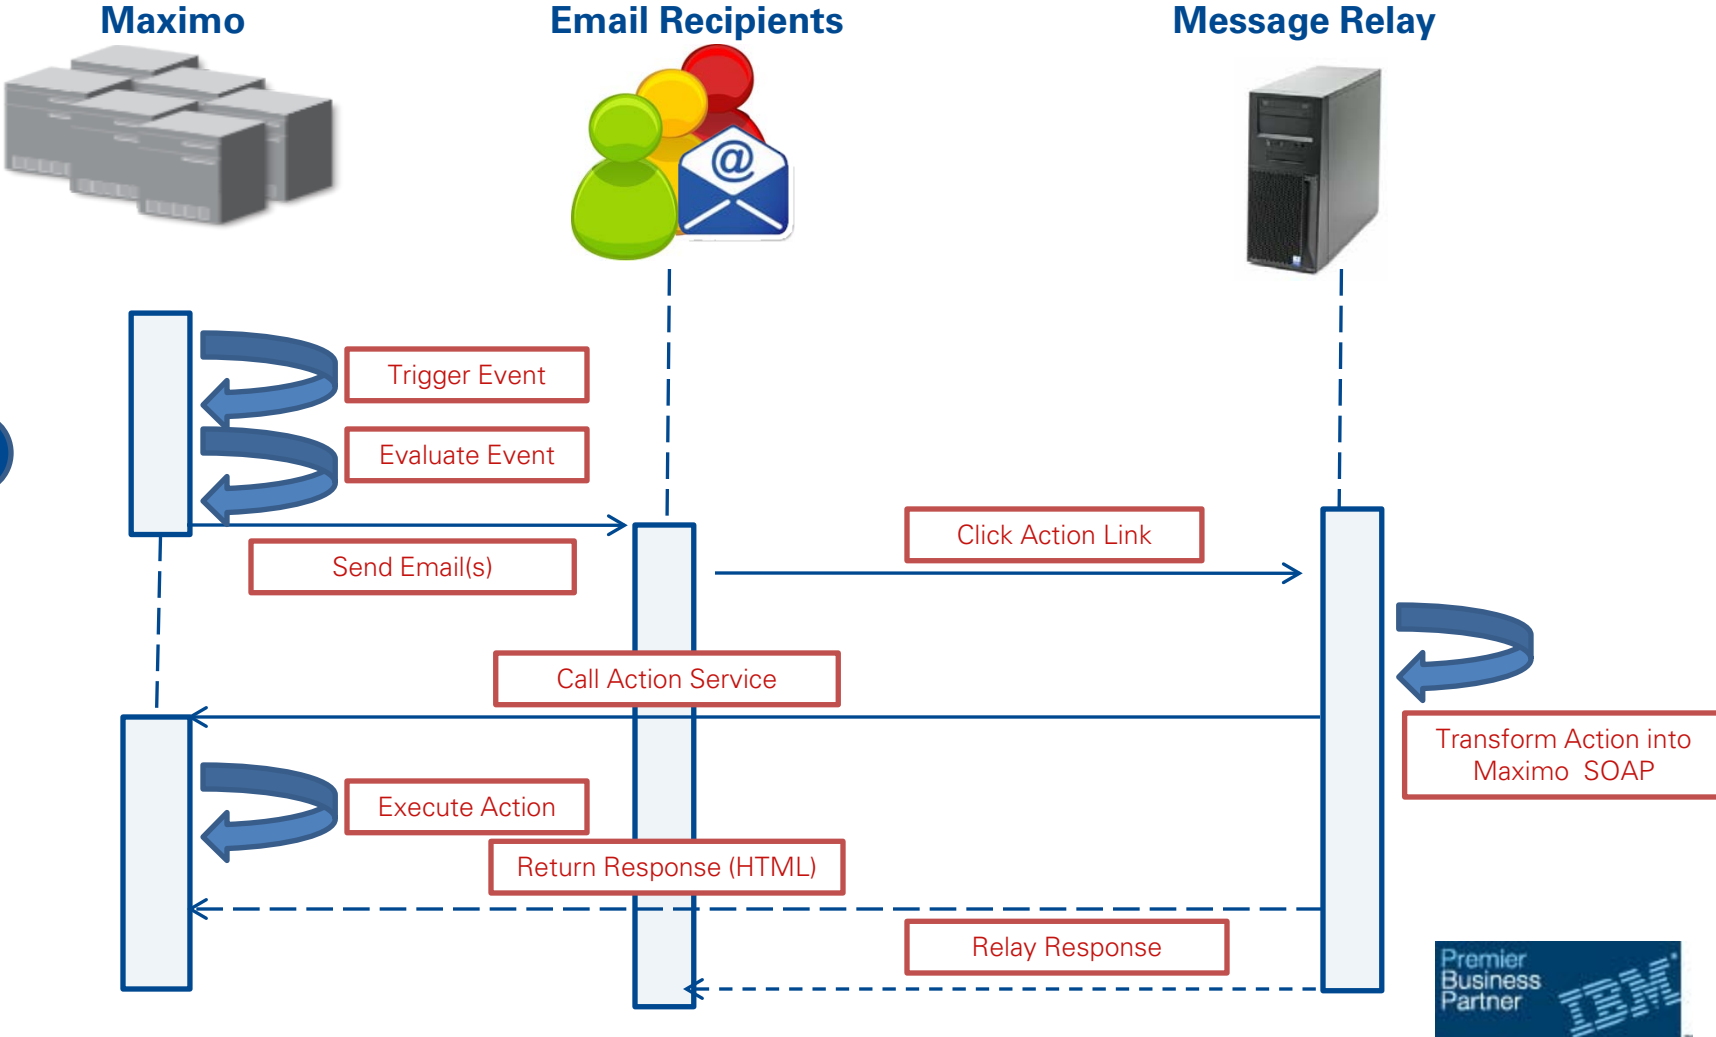 Maximo
Email Recipients
Message Relay
@
Trigger Event
Evaluate Event
Click Action Link
Send Email(s)
Call Action Service
Transform Action into
Maximo SOAP
Execute Action
Return Response (HTML)
Relay Response
Premier
Business
Partner
IBM